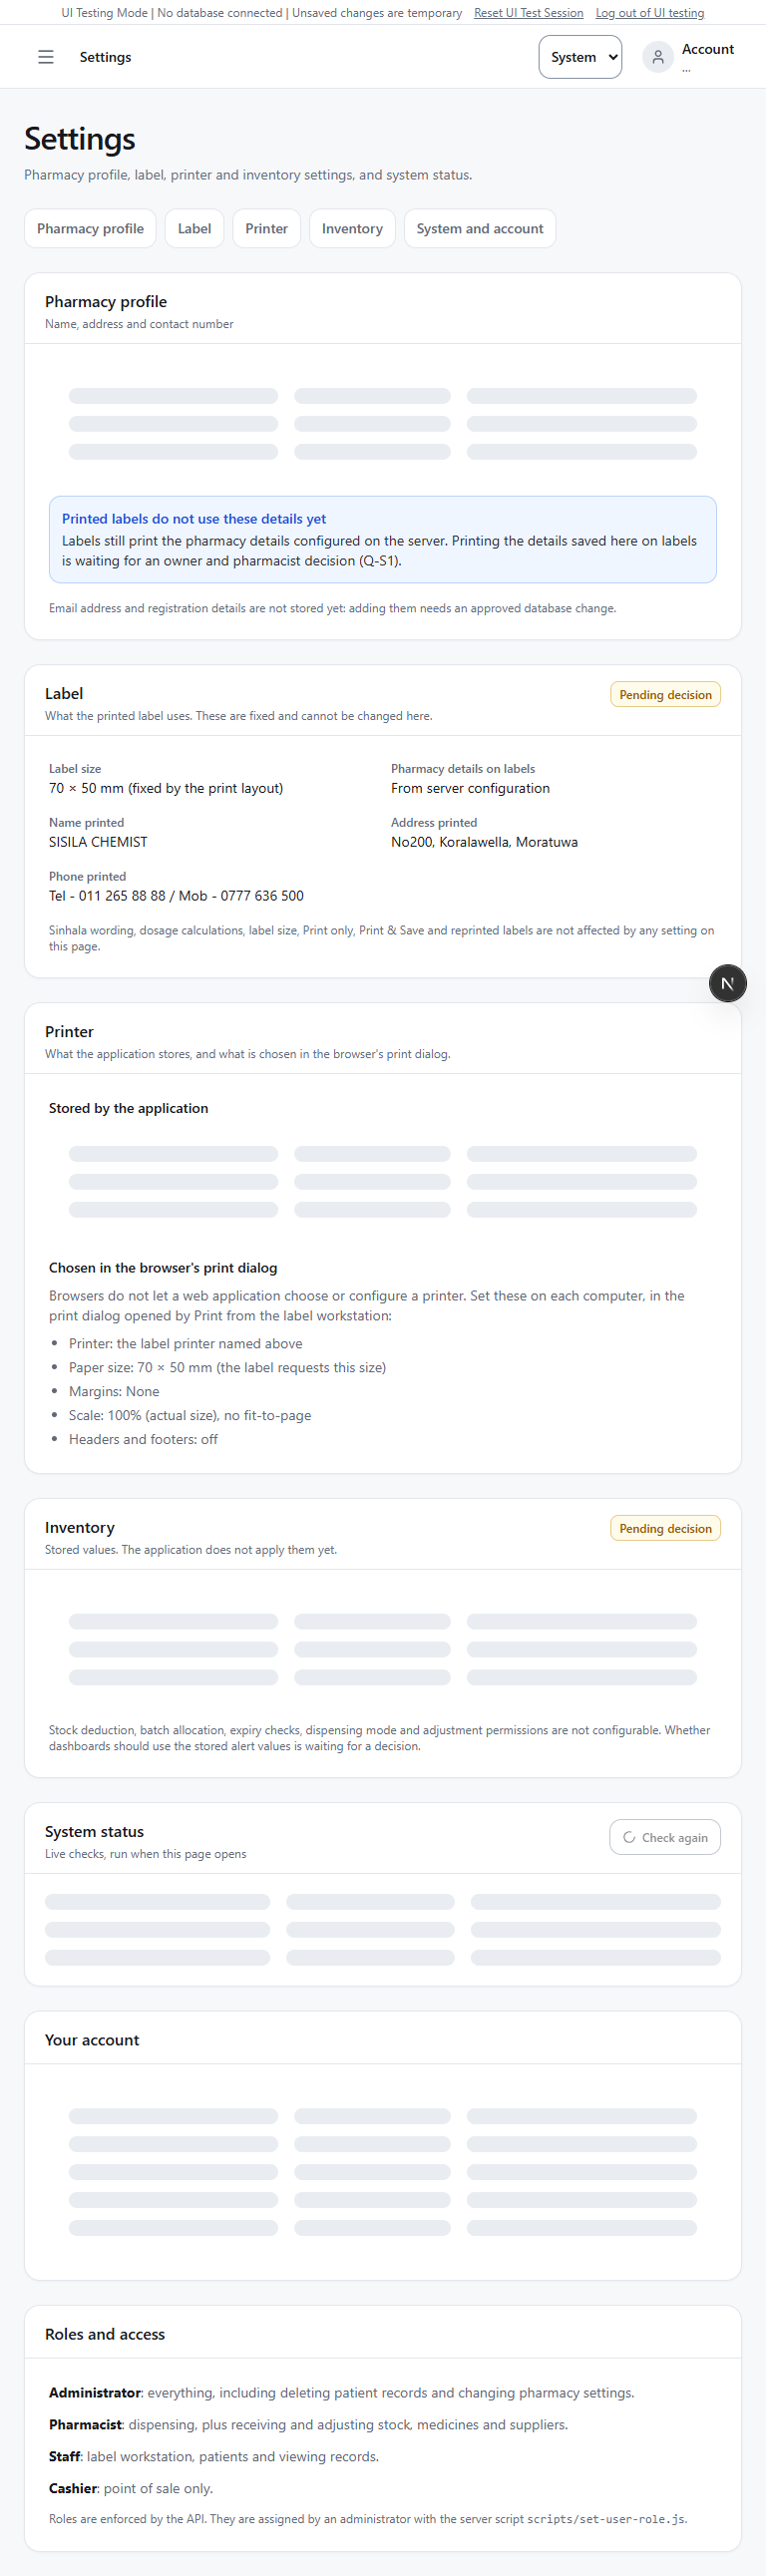 UI Testing Mode | No database connected | Unsaved changes are temporary Reset UI Test Session Log out of UI testing
Settings
System
Account
...
Settings
Pharmacy profile, label, printer and inventory settings, and system status.
Pharmacy profile
Label
Printer
Inventory
System and account
Pharmacy profile
Name, address and contact number
Printed labels do not use these details yet
Labels still print the pharmacy details configured on the server. Printing the details saved here on labels
is waiting for an owner and pharmacist decision (Q-S1).
Email address and registration details are not stored yet: adding them needs an approved database change.
Label
Pending decision
What the printed label uses. These are fixed and cannot be changed here.
Label size
70 × 50 mm (fixed by the print layout)
Pharmacy details on labels
From server configuration
Name printed
SISILA CHEMIST
Address printed
No200, Koralawella, Moratuwa
Phone printed
Tel - 011 265 88 88 / Mob - 0777 636 500
Sinhala wording, dosage calculations, label size, Print only, Print & Save and reprinted labels are not affected by any setting on
this page.
N
Printer
What the application stores, and what is chosen in the browser's print dialog.
Stored by the application
Chosen in the browser's print dialog
Browsers do not let a web application choose or configure a printer. Set these on each computer, in the
print dialog opened by Print from the label workstation:
• Printer: the label printer named above
• Paper size: 70 × 50 mm (the label requests this size)
• Margins: None
• Scale: 100% (actual size), no fit-to-page
• Headers and footers: off
Inventory
Pending decision
Stored values. The application does not apply them yet.
Stock deduction, batch allocation, expiry checks, dispensing mode and adjustment permissions are not configurable. Whether
dashboards should use the stored alert values is waiting for a decision.
System status
Live checks, run when this page opens
Check again
Your account
Roles and access
Administrator: everything, including deleting patient records and changing pharmacy settings.
Pharmacist: dispensing, plus receiving and adjusting stock, medicines and suppliers.
Staff: label workstation, patients and viewing records.
Cashier: point of sale only.
Roles are enforced by the API. They are assigned by an administrator with the server script scripts/set-user-role.js.